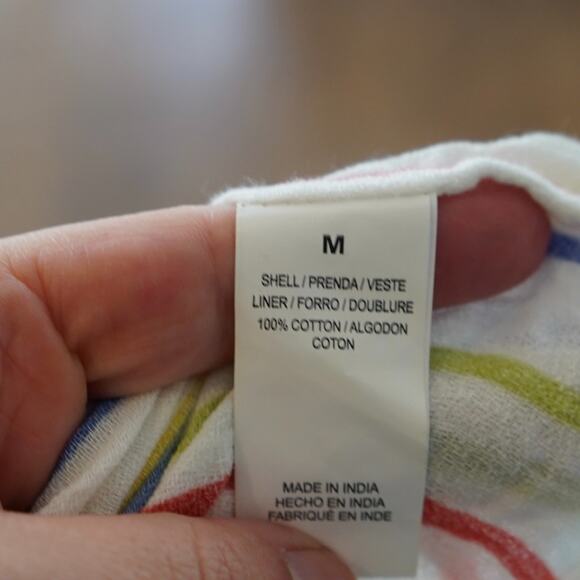 M
SHELL / PRENDA / VESTE
LINER / FORRO / DOUBLURE
100% COTTON / ALGODON
COTON
MADE IN INDIA
HECHO EN INDIA
FABRIQUÉ EN INDE